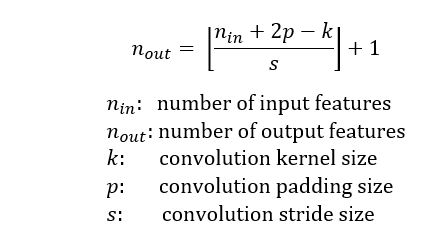 n_out = ⌊(n_in + 2p − k) / s⌋ + 1
n_in: number of input features
n_out: number of output features
k: convolution kernel size
p: convolution padding size
s: convolution stride size